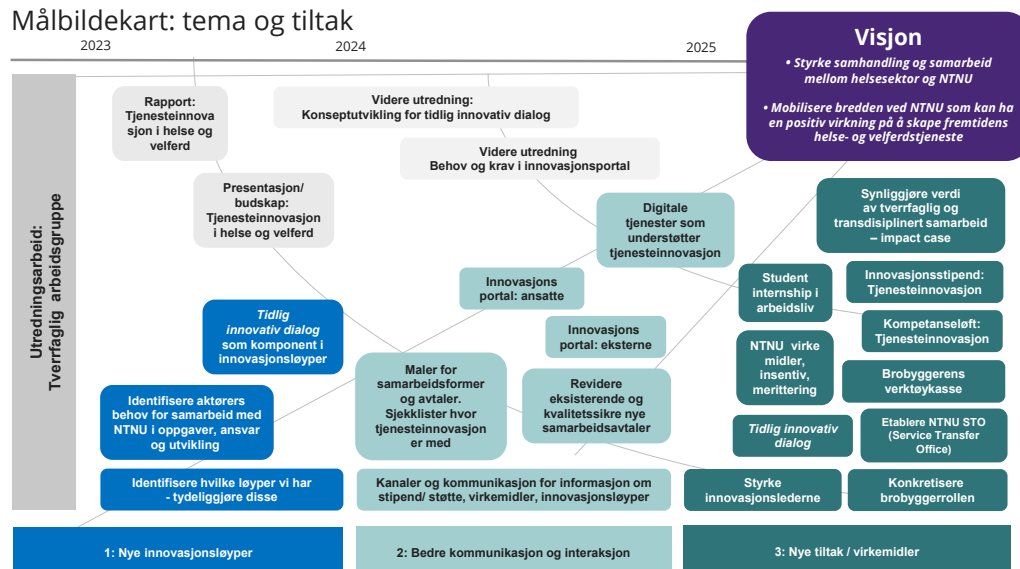 Målbildekart: tema og tiltak
2023
2024
2025
Visjon
• Styrke samhandling og samarbeid
mellom helsesektor og NTNU
• Mobilisere bredden ved NTNU som kan ha
en positiv virkning på å skape fremtidens
helse- og velferdstjeneste
Utredningsarbeid:
Tverrfaglig arbeidsgruppe
Rapport:
Tjenesteinnova
sjon i helse og
velferd
Videre utredning:
Konseptutvikling for tidlig innovativ dialog
Videre utredning
Behov og krav i innovasjonsportal
Presentasjon/
budskap:
Tjenesteinnovasjon
i helse og velferd
Digitale
tjenester som
understøtter
tjenesteinnovasjon
Synliggjøre verdi
av tverrfaglig og
transdisiplinert samarbeid
– impact case
Innovasjons
portal: ansatte
Student
internship i
arbeidsliv
Innovasjonsstipend:
Tjenesteinnovasjon
Tidlig
innovativ dialog
som komponent i
innovasjonsløyper
Innovasjons
portal: eksterne
Kompetanseløft:
Tjenesteinnovasjon
Maler for
samarbeidsformer
og avtaler.
Sjekklister hvor
tjenesteinnovasjon
er med
Revidere
eksisterende og
kvalitetssikre nye
samarbeidsavtaler
NTNU virke
midler,
insentiv,
merittering
Brobyggerens
verktøykasse
Identifisere aktørers
behov for samarbeid med
NTNU i oppgaver, ansvar
og utvikling
Tidlig innovativ
dialog
Etablere NTNU STO
(Service Transfer
Office)
Identifisere hvilke løyper vi har
- tydeliggjøre disse
Kanaler og kommunikasjon for informasjon om
stipend/ støtte, virkemidler, innovasjonsløyper
Styrke
innovasjonslederne
Konkretisere
brobyggerrollen
1: Nye innovasjonsløyper
2: Bedre kommunikasjon og interaksjon
3: Nye tiltak / virkemidler